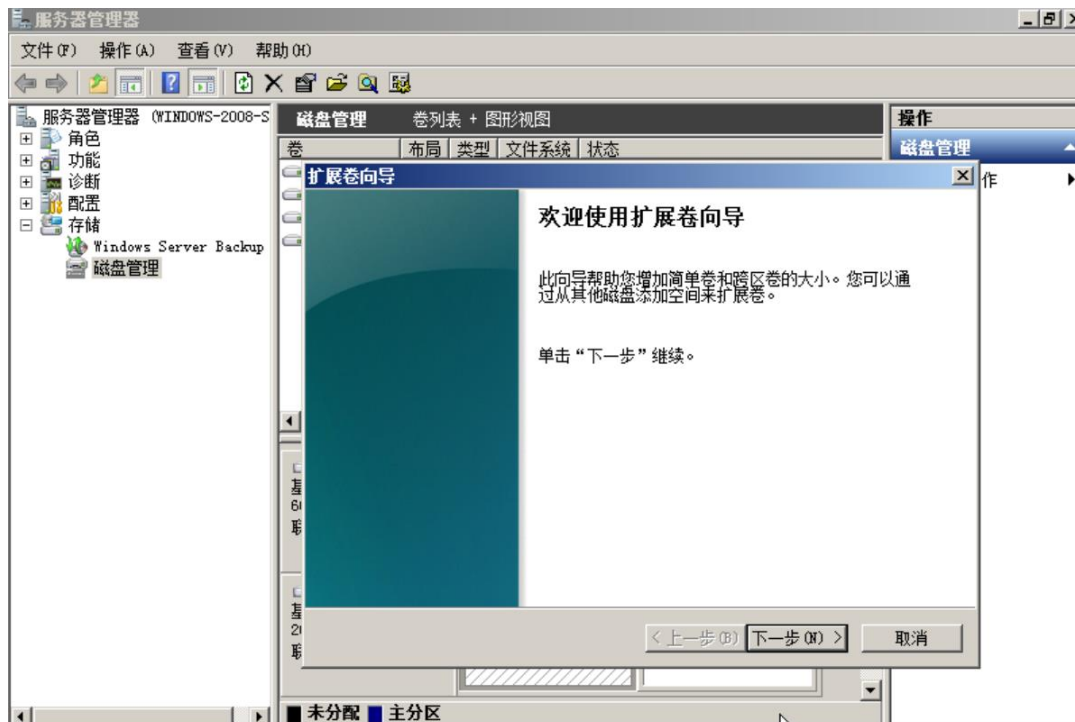 服务器管理器
文件(F) 操作(A) 查看(V) 帮助(H)
服务器管理器 (WINDOWS-2008-S
角色
功能
诊断
配置
存储
Windows Server Backup
磁盘管理
磁盘管理 卷列表 + 图形视图
卷 布局 类型 文件系统 状态
操作
磁盘管理
作
扩展卷向导
欢迎使用扩展卷向导
此向导帮助您增加简单卷和跨区卷的大小。您可以通
过从其他磁盘添加空间来扩展卷。
单击“下一步”继续。
基
联
基
联
<上一步(B) 下一步(N) > 取消
未分配 主分区